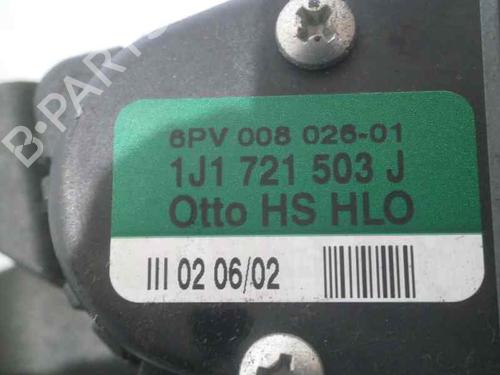 B-PARTS
6PV 008 026-01
1J1 721 503 J
Otto HS HLO
III 02 06/02